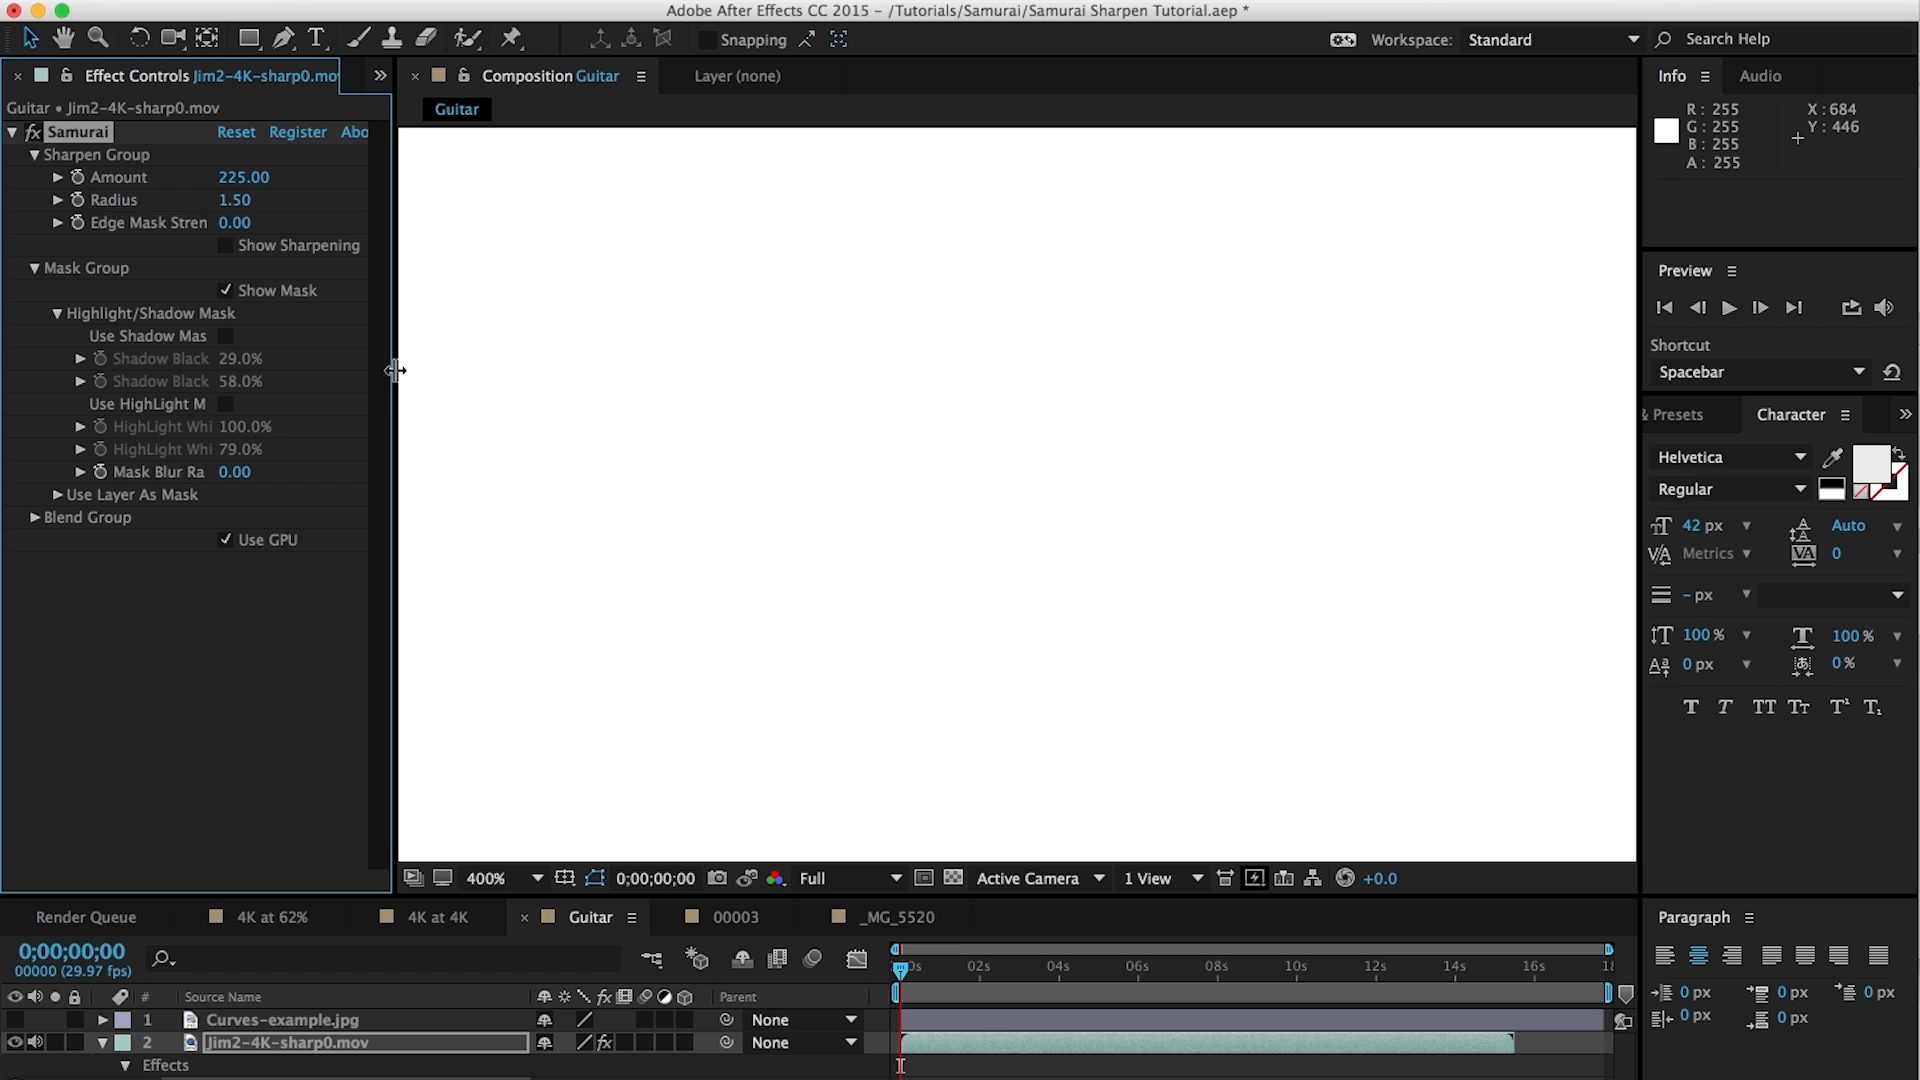 Adobe After Effects CC 2015 – /Tutorials/Samurai/Samurai Sharpen Tutorial.aep *
Snapping
Workspace: Standard
Search Help
Effect Controls Jim2-4K-sharp0.mo
Composition Guitar
Layer (none)
Info
Audio
Guitar • Jim2-4K-sharp0.mov
Guitar
R: 255
G: 255
B: 255
A: 255
X: 684
Y: 446
fx Samurai Reset Register Abo
Sharpen Group
Amount 225.00
Radius 1.50
Edge Mask Stren 0.00
Show Sharpening
Mask Group
Show Mask
Highlight/Shadow Mask
Use Shadow Mas
Shadow Black 29.0%
Shadow Black 58.0%
Use HighLight M
HighLight Whi 100.0%
HighLight Whi 79.0%
Mask Blur Ra 0.00
Use Layer As Mask
Blend Group
Use GPU
Preview
Shortcut
Spacebar
& Presets Character
Helvetica
Regular
42 px Auto
Metrics 0
– px
100 % 100 %
0 px 0 %
400% 0;00;00;00 Full Active Camera 1 View +0.0
Render Queue 4K at 62% 4K at 4K Guitar 00003 _MG_5520
Paragraph
0 px 0 px 0 px
0 px 0 px
0;00;00;00
00000 (29.97 fps)
0s 02s 04s 06s 08s 10s 12s 14s 16s 18
# Source Name fx Parent
1 Curves-example.jpg None
2 Jim2-4K-sharp0.mov fx None
Effects